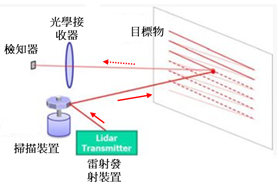 光學接
收器
目標物
檢知器
Lidar
Transmitter
掃描裝置
雷射發
射裝置